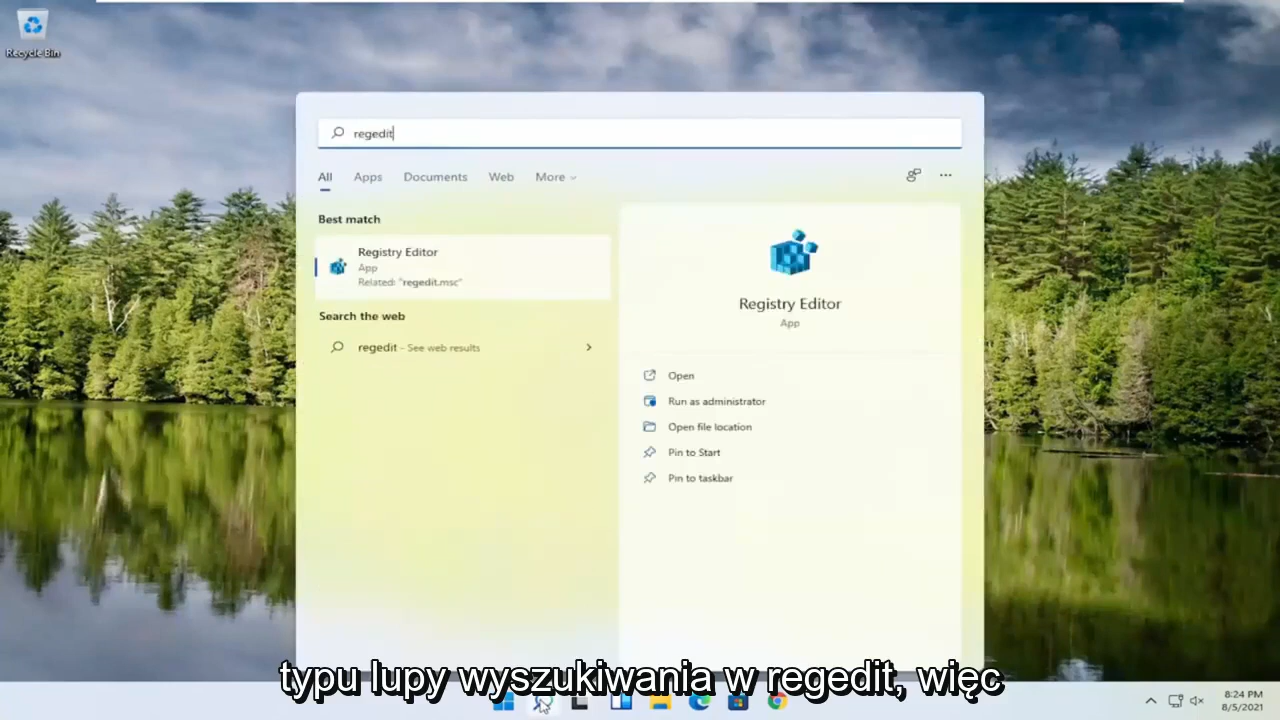 Recycle Bin
regedit
All Apps Documents Web More
Best match
Registry Editor
App
Related: "regedit.msc"
Search the web
regedit - See web results
Registry Editor
App
Open
Run as administrator
Open file location
Pin to Start
Pin to taskbar
typu lupy wyszukiwania w regedit, więc
8:24 PM
8/5/2021